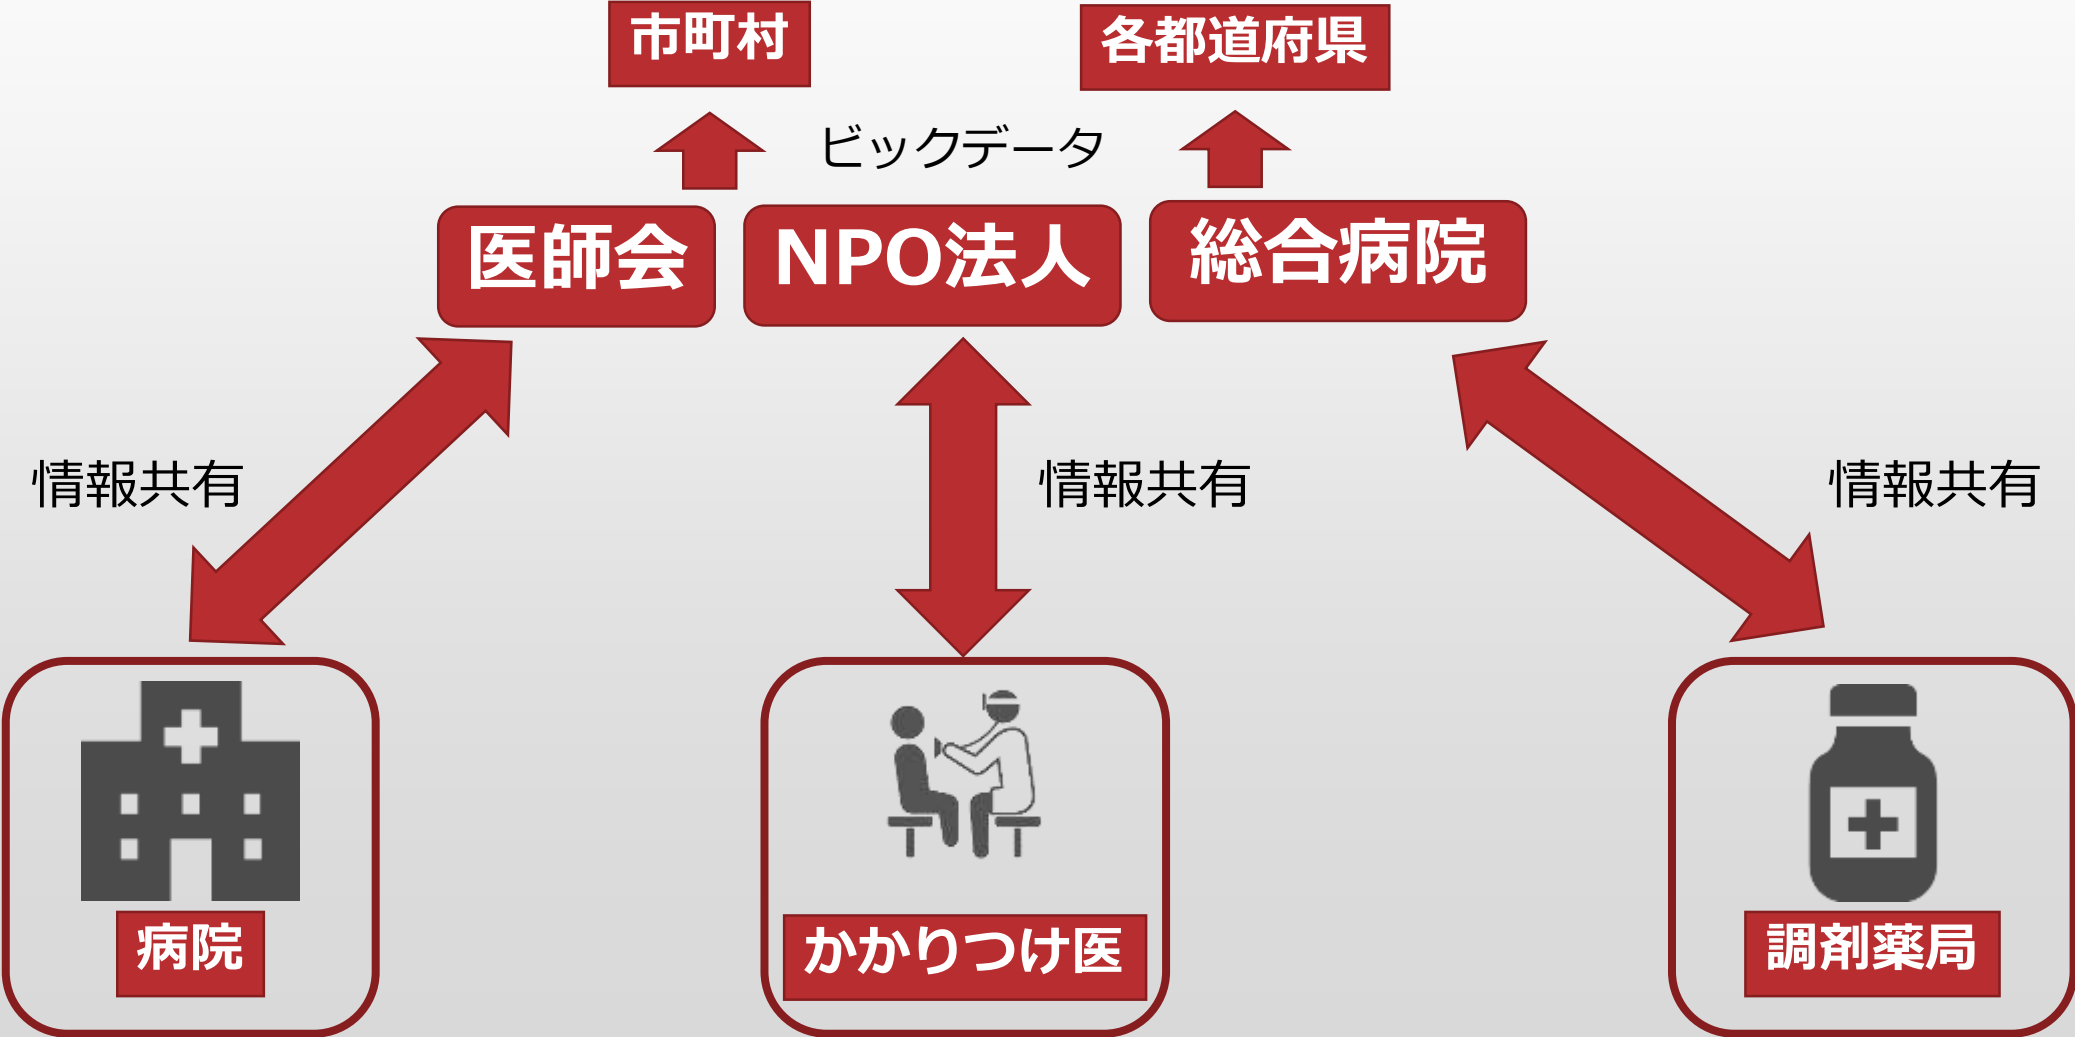 市町村
各都道府県
ビックデータ
医師会
NPO法人
総合病院
情報共有
情報共有
情報共有
病院
かかりつけ医
調剤薬局